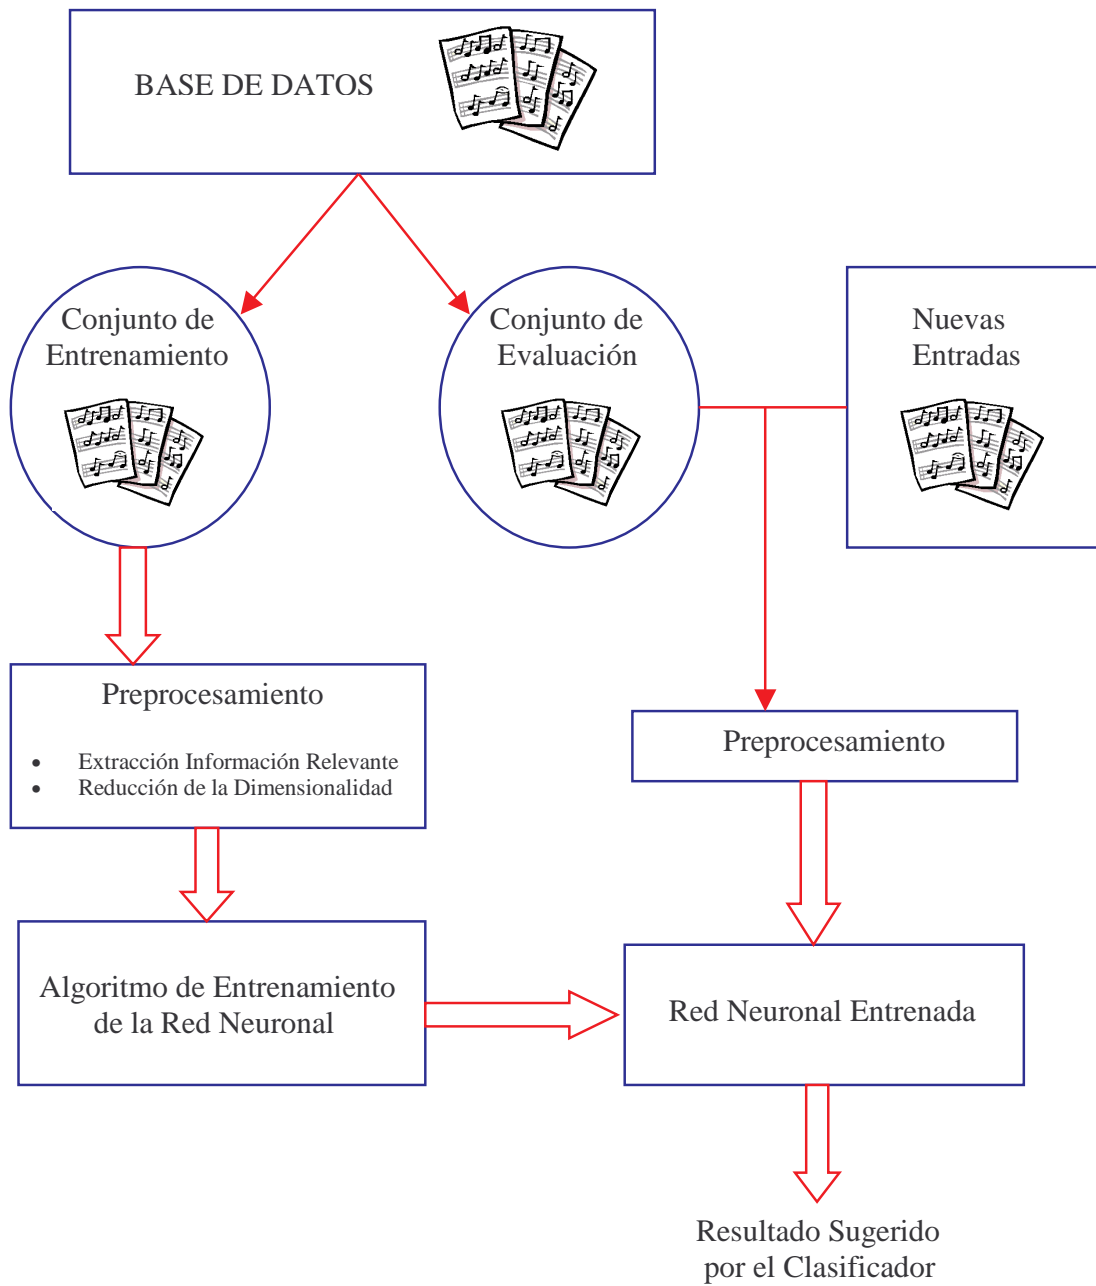 BASE DE DATOS
Conjunto de
Entrenamiento
Conjunto de
Evaluación
Nuevas
Entradas
Preprocesamiento
• Extracción Información Relevante
• Reducción de la Dimensionalidad
Preprocesamiento
Algoritmo de Entrenamiento
de la Red Neuronal
Red Neuronal Entrenada
Resultado Sugerido
por el Clasificador